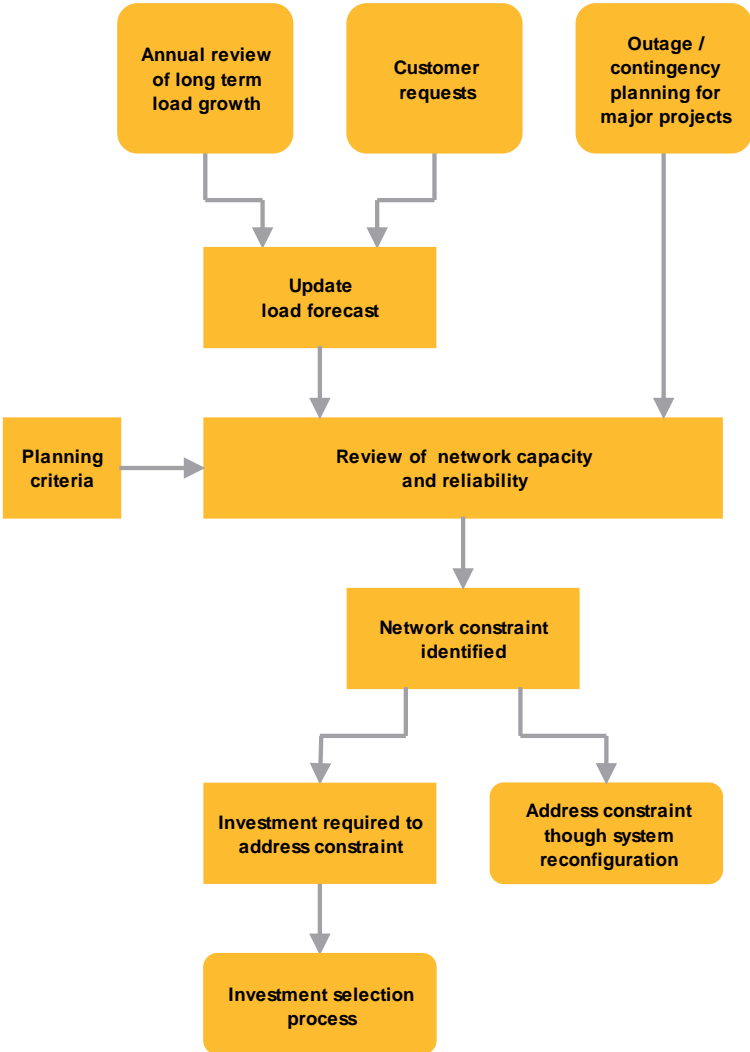 Annual review
of long term
load growth
Customer
requests
Outage /
contingency
planning for
major projects
Update
load forecast
Planning
criteria
Review of network capacity
and reliability
Network constraint
identified
Investment required to
address constraint
Address constraint
though system
reconfiguration
Investment selection
process